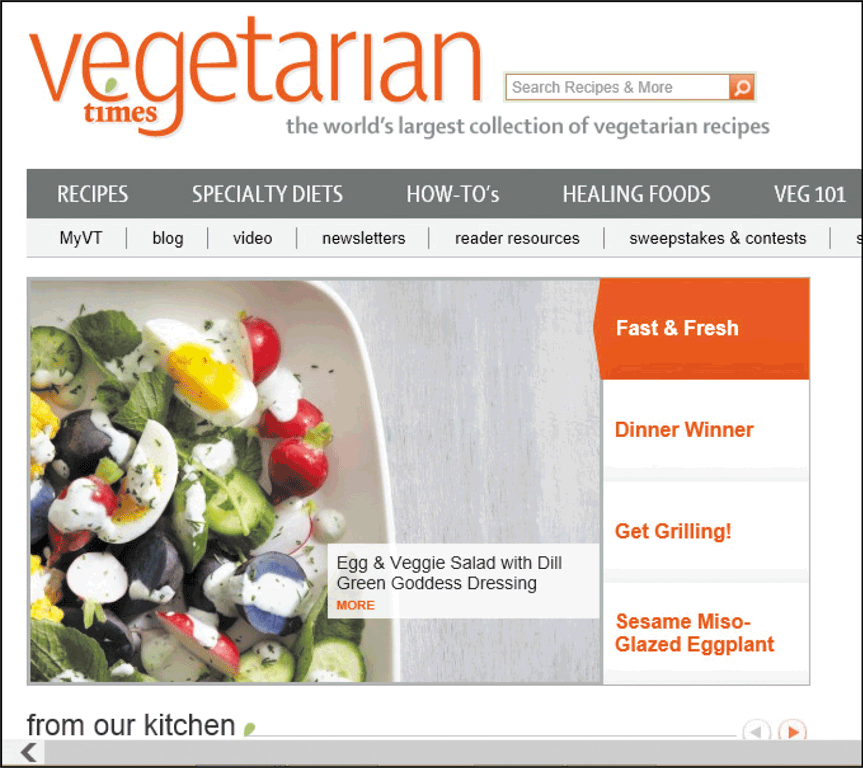 vegetarian
times
Search Recipes & More
the world's largest collection of vegetarian recipes
RECIPES SPECIALTY DIETS HOW-TO's HEALING FOODS VEG 101
MyVT blog video newsletters reader resources sweepstakes & contests
Fast & Fresh
Dinner Winner
Get Grilling!
Egg & Veggie Salad with Dill
Green Goddess Dressing
MORE
Sesame Miso-
Glazed Eggplant
from our kitchen